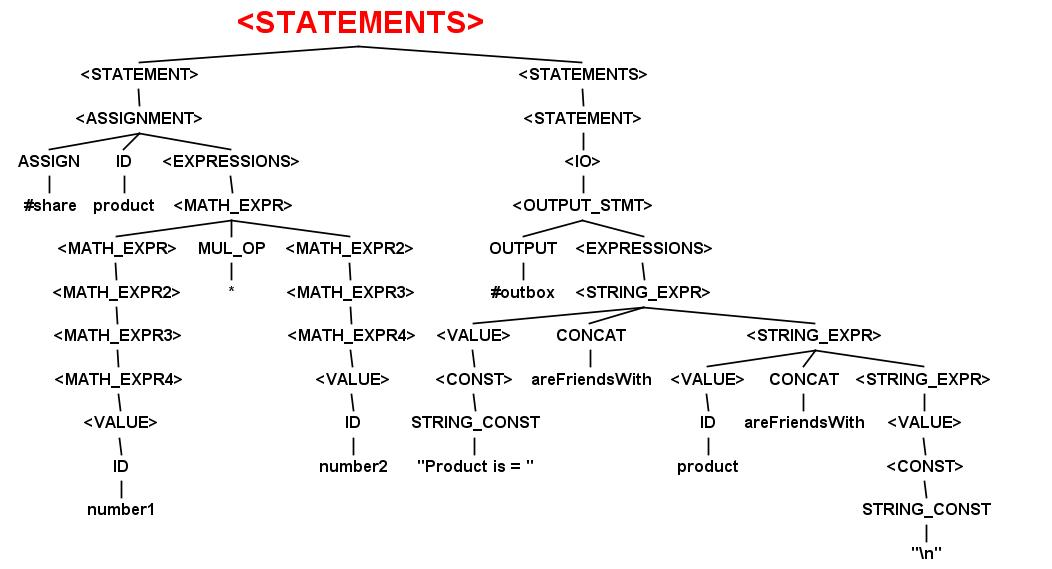 <STATEMENTS>
<STATEMENT> <STATEMENTS>
<ASSIGNMENT> <STATEMENT>
ASSIGN ID <EXPRESSIONS> <IO>
#share product <MATH_EXPR> <OUTPUT_STMT>
<MATH_EXPR> MUL_OP <MATH_EXPR2> OUTPUT <EXPRESSIONS>
<MATH_EXPR2> * <MATH_EXPR3> #outbox <STRING_EXPR>
<MATH_EXPR3> <MATH_EXPR4> <VALUE> CONCAT <STRING_EXPR>
<MATH_EXPR4> <VALUE> <CONST> areFriendsWith <VALUE> CONCAT <STRING_EXPR>
<VALUE> ID STRING_CONST ID areFriendsWith <VALUE>
ID number2 "Product is = " product <CONST>
number1 STRING_CONST
"\n"